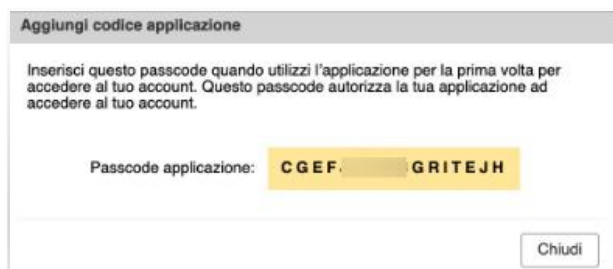 Aggiungi codice applicazione
Inserisci questo passcode quando utilizzi l'applicazione per la prima volta per
accedere al tuo account. Questo passcode autorizza la tua applicazione ad
accedere al tuo account.
Passcode applicazione: CGEF GRITEJH
Chiudi